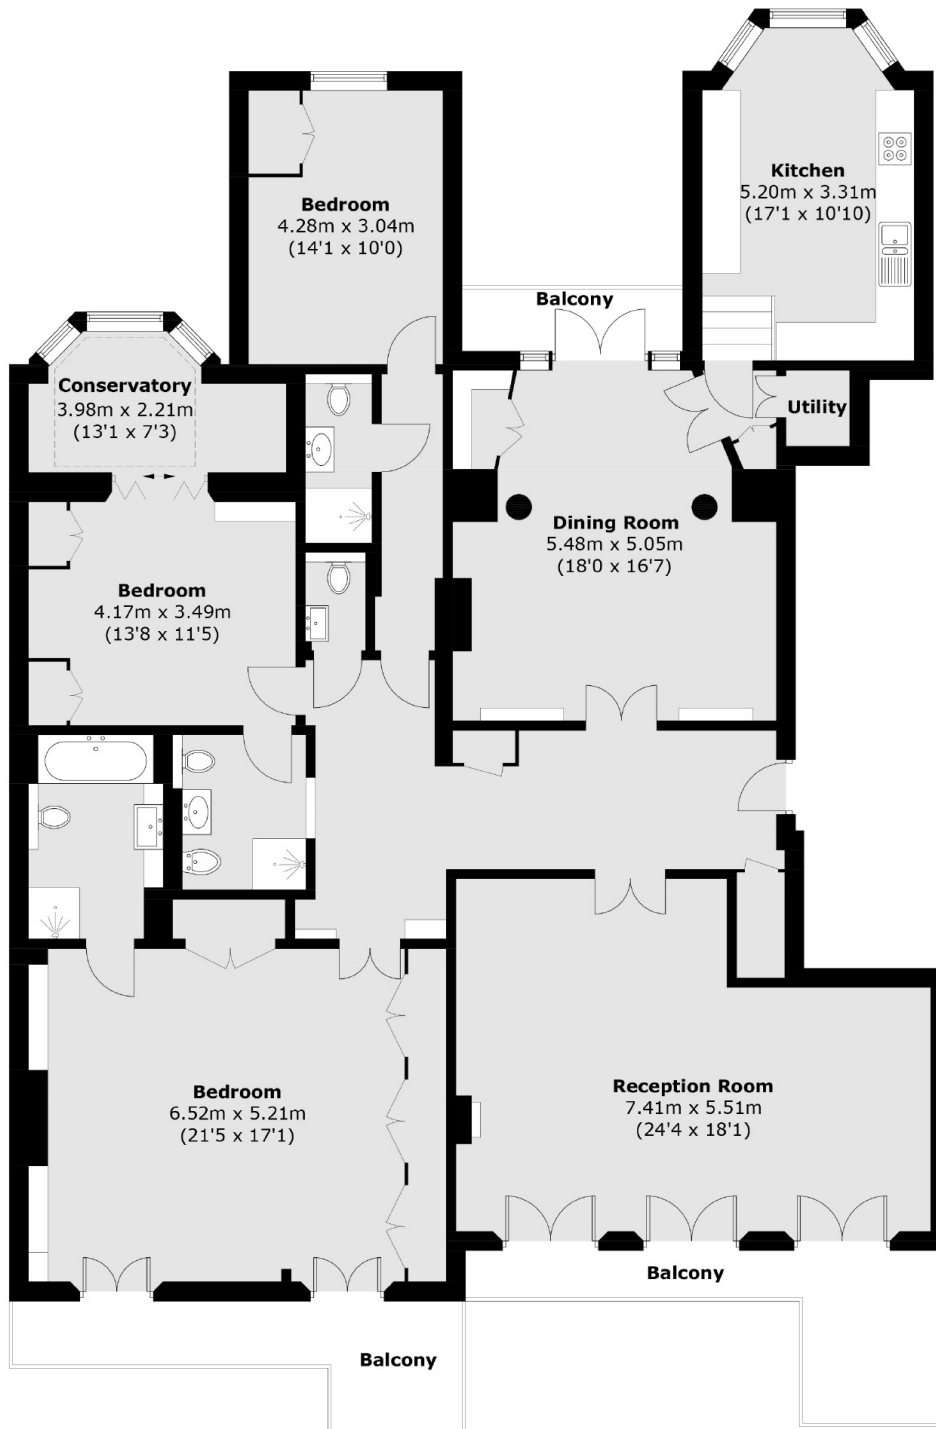 Kitchen
5.20m x 3.31m
(17'1 x 10'10)
Bedroom
4.28m x 3.04m
(14'1 x 10'0)
Balcony
Conservatory
3.98m x 2.21m
(13'1 x 7'3)
Utility
Dining Room
5.48m x 5.05m
(18'0 x 16'7)
Bedroom
4.17m x 3.49m
(13'8 x 11'5)
Bedroom
6.52m x 5.21m
(21'5 x 17'1)
Reception Room
7.41m x 5.51m
(24'4 x 18'1)
Balcony
Balcony